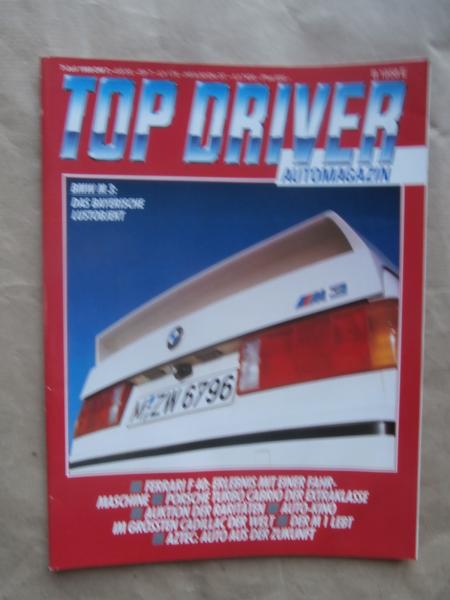 TOP DRIVER
AUTOMAGAZIN
BMW M 3:
DAS BAYERISCHE
LUSTOBJEKT
M3
M ZW 6796
FERRARI F 40: ERLEBNIS MIT EINER FAHR-
MASCHINE PORSCHE TURBO CABRIO DER EXTRAKLASSE
AUKTION DER RARITÄTEN AUTO-KINO
IM GRÖSSTEN CADILLAC DER WELT DER M 1 LEBT
AZTEC: AUTO AUS DER ZUKUNFT